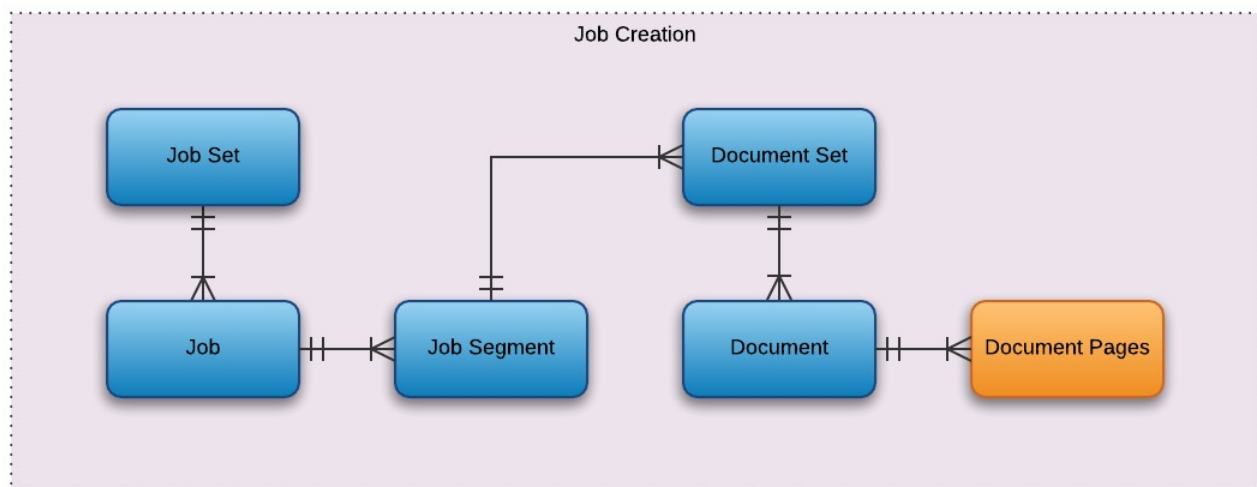 Job Creation
Job Set
Document Set
Job
Job Segment
Document
Document Pages